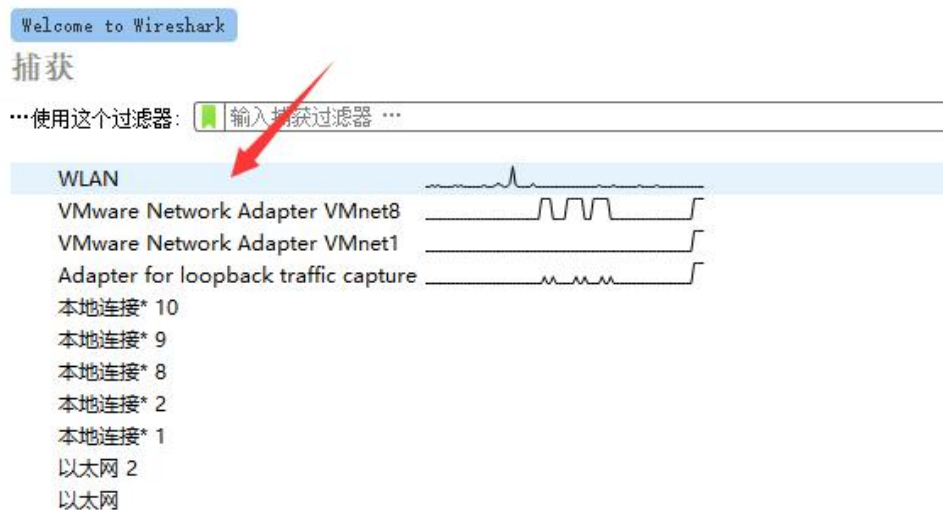 Welcome to Wireshark
捕获
…使用这个过滤器: 输入捕获过滤器 …
WLAN
VMware Network Adapter VMnet8
VMware Network Adapter VMnet1
Adapter for loopback traffic capture
本地连接* 10
本地连接* 9
本地连接* 8
本地连接* 2
本地连接* 1
以太网 2
以太网